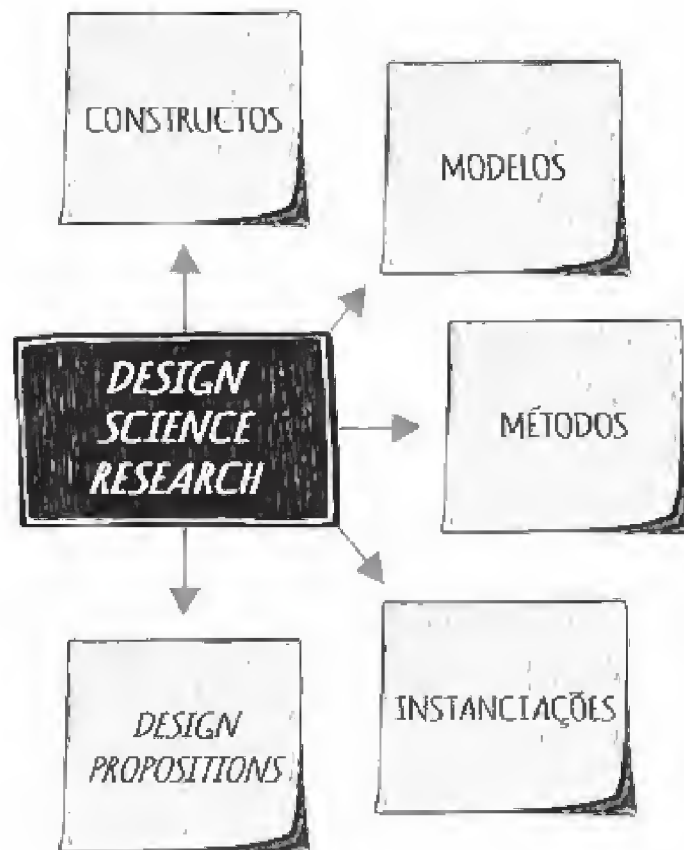 CONSTRUCTOS
MODELOS
DESIGN
SCIENCE
RESEARCH
MÉTODOS
INSTANCIAÇÕES
DESIGN
PROPOSITIONS